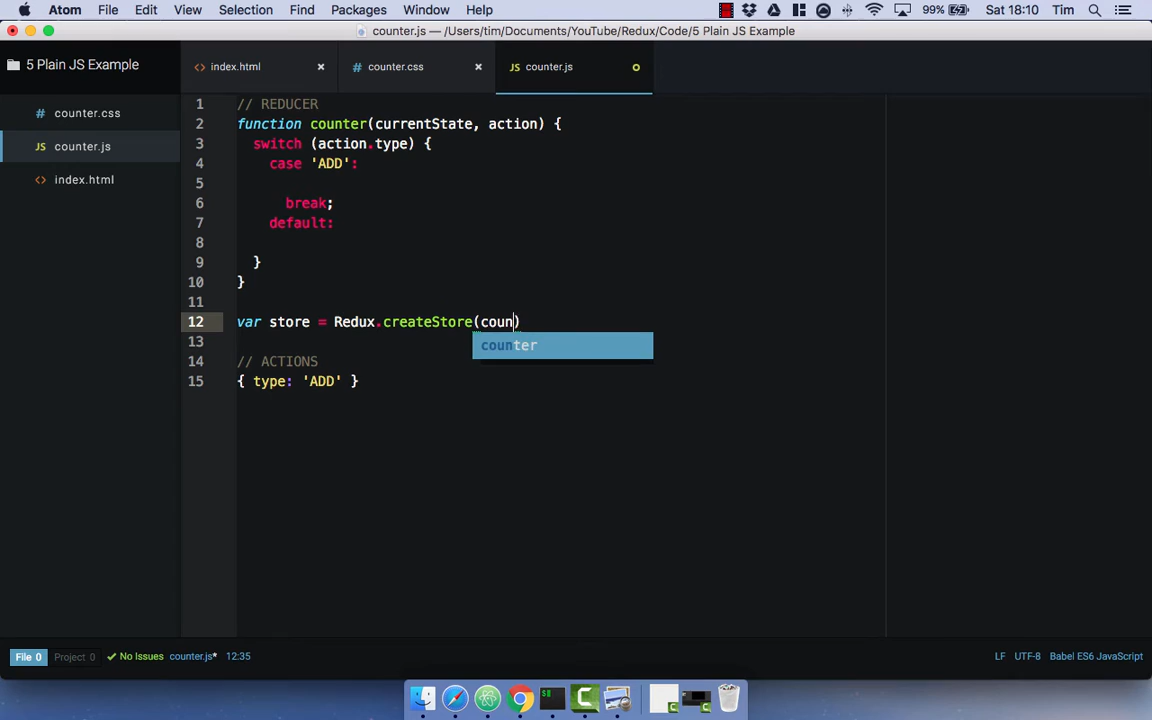 Atom File Edit View Selection Find Packages Window Help 99% Sat 18:10 Tim
counter.js — /Users/tim/Documents/YouTube/Redux/Code/5 Plain JS Example
5 Plain JS Example
<> index.html ×
# counter.css ×
JS counter.js
# counter.css
JS counter.js
<> index.html
1 // REDUCER
2 function counter(currentState, action) {
3 switch (action.type) {
4 case 'ADD':
5
6 break;
7 default:
8
9 }
10 }
11
12 var store = Redux.createStore(coun)
counter
13
14 // ACTIONS
15 { type: 'ADD' }
File 0 Project 0 ✓ No Issues counter.js* 12:35 LF UTF-8 Babel ES6 JavaScript